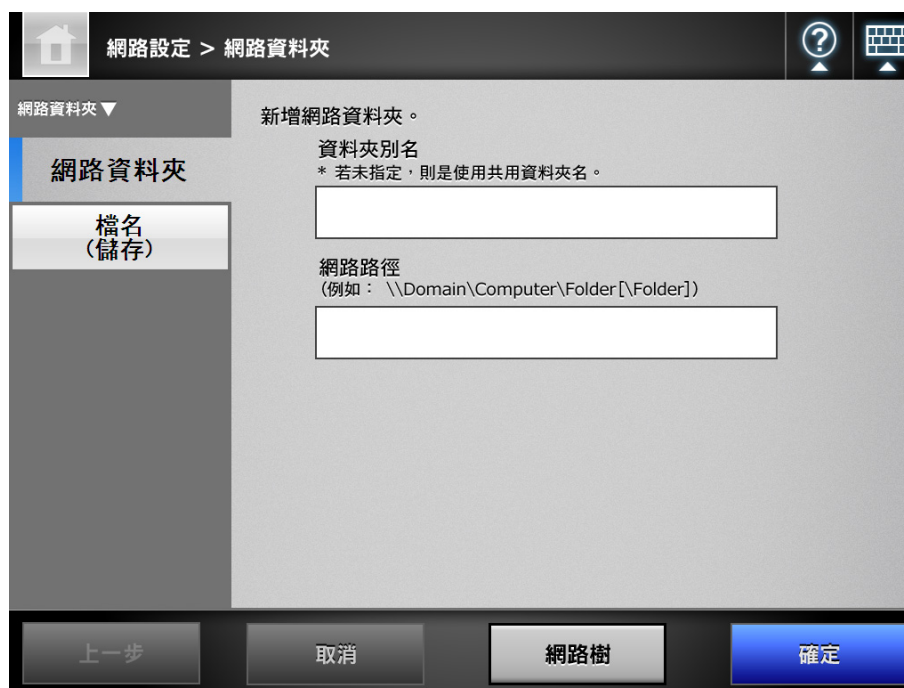 網路設定 > 網路資料夾
網路資料夾▼
網路資料夾
檔名
(儲存)
新增網路資料夾。
資料夾別名
* 若未指定，則是使用共用資料夾名。
網路路徑
(例如： \\Domain\Computer\Folder[\Folder])
上一步
取消
網路樹
確定